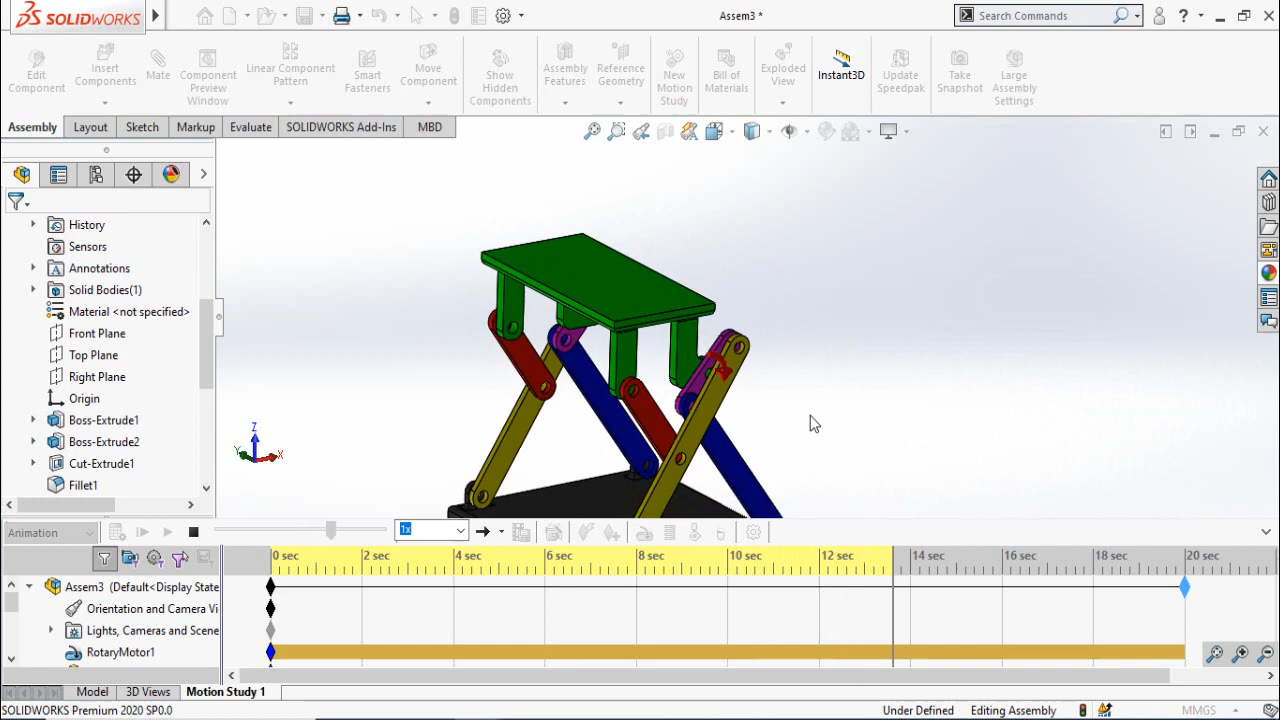 SOLIDWORKS
Assem3 *
Search Commands
Edit Component
Insert Components
Mate
Component Preview Window
Linear Component Pattern
Smart Fasteners
Move Component
Show Hidden Components
Assembly Features
Reference Geometry
New Motion Study
Bill of Materials
Exploded View
Instant3D
Update Speedpak
Take Snapshot
Large Assembly Settings
Assembly
Layout
Sketch
Markup
Evaluate
SOLIDWORKS Add-Ins
MBD
History
Sensors
Annotations
Solid Bodies(1)
Material <not specified>
Front Plane
Top Plane
Right Plane
Origin
Boss-Extrude1
Boss-Extrude2
Cut-Extrude1
Fillet1
Z
Y
X
Animation
1x
0 sec
2 sec
4 sec
6 sec
8 sec
10 sec
12 sec
14 sec
16 sec
18 sec
20 sec
Assem3 (Default<Display State
Orientation and Camera Vi
Lights, Cameras and Scene
RotaryMotor1
Model
3D Views
Motion Study 1
SOLIDWORKS Premium 2020 SP0.0
Under Defined
Editing Assembly
MMGS